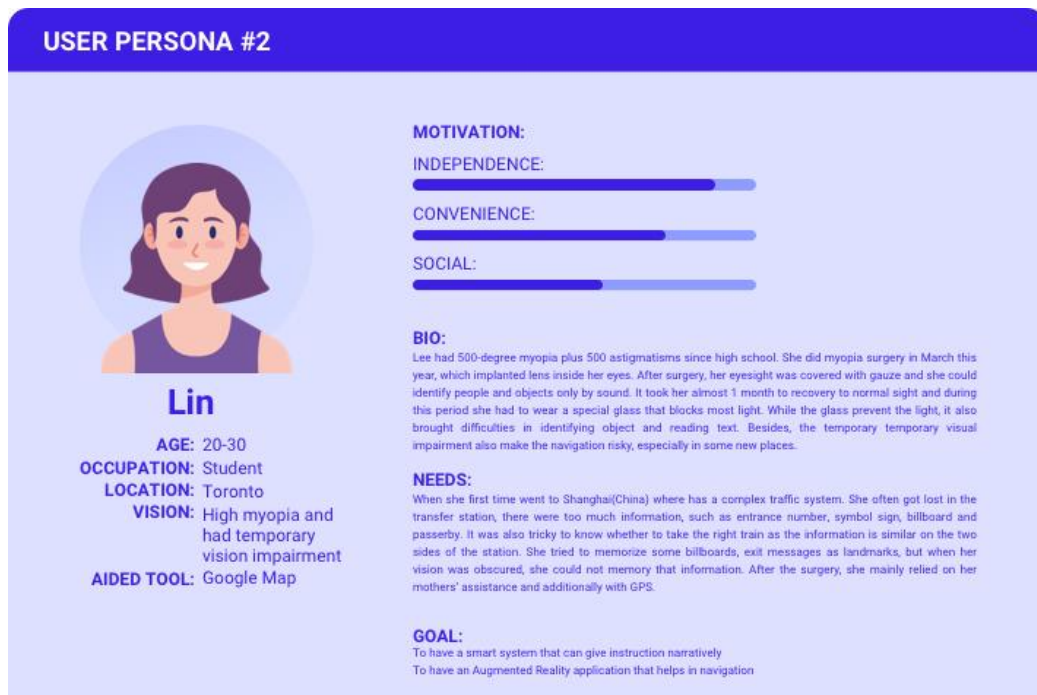 USER PERSONA #2
Lin
AGE: 20-30
OCCUPATION: Student
LOCATION: Toronto
VISION: High myopia and
had temporary
vision impairment
AIDED TOOL: Google Map
MOTIVATION:
INDEPENDENCE:
CONVENIENCE:
SOCIAL:
BIO:
Lee had 500-degree myopia plus 500 astigmatisms since high school. She did myopia surgery in March this
year, which implanted lens inside her eyes. After surgery, her eyesight was covered with gauze and she could
identify people and objects only by sound. It took her almost 1 month to recovery to normal sight and during
this period she had to wear a special glass that blocks most light. While the glass prevent the light, it also
brought difficulties in identifying object and reading text. Besides, the temporary temporary visual
impairment also make the navigation risky, especially in some new places.
NEEDS:
When she first time went to Shanghai(China) where has a complex traffic system. She often got lost in the
transfer station, there were too much information, such as entrance number, symbol sign, billboard and
passerby. It was also tricky to know whether to take the right train as the information is similar on the two
sides of the station. She tried to memorize some billboards, exit messages as landmarks, but when her
vision was obscured, she could not memory that information. After the surgery, she mainly relied on her
mothers' assistance and additionally with GPS.
GOAL:
To have a smart system that can give instruction narratively
To have an Augmented Reality application that helps in navigation